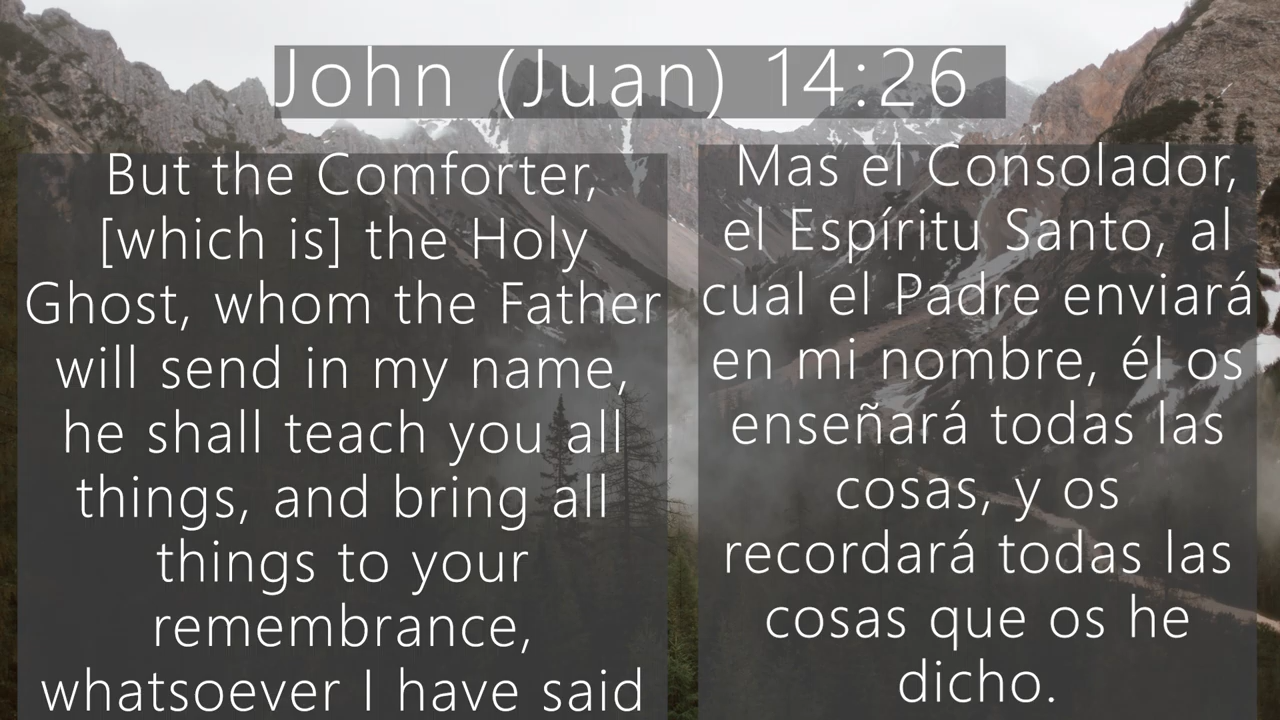 John (Juan) 14:26
But the Comforter,
[which is] the Holy
Ghost, whom the Father
will send in my name,
he shall teach you all
things, and bring all
things to your
remembrance,
whatsoever I have said
Mas el Consolador,
el Espíritu Santo, al
cual el Padre enviará
en mi nombre, él os
enseñará todas las
cosas, y os
recordará todas las
cosas que os he
dicho.